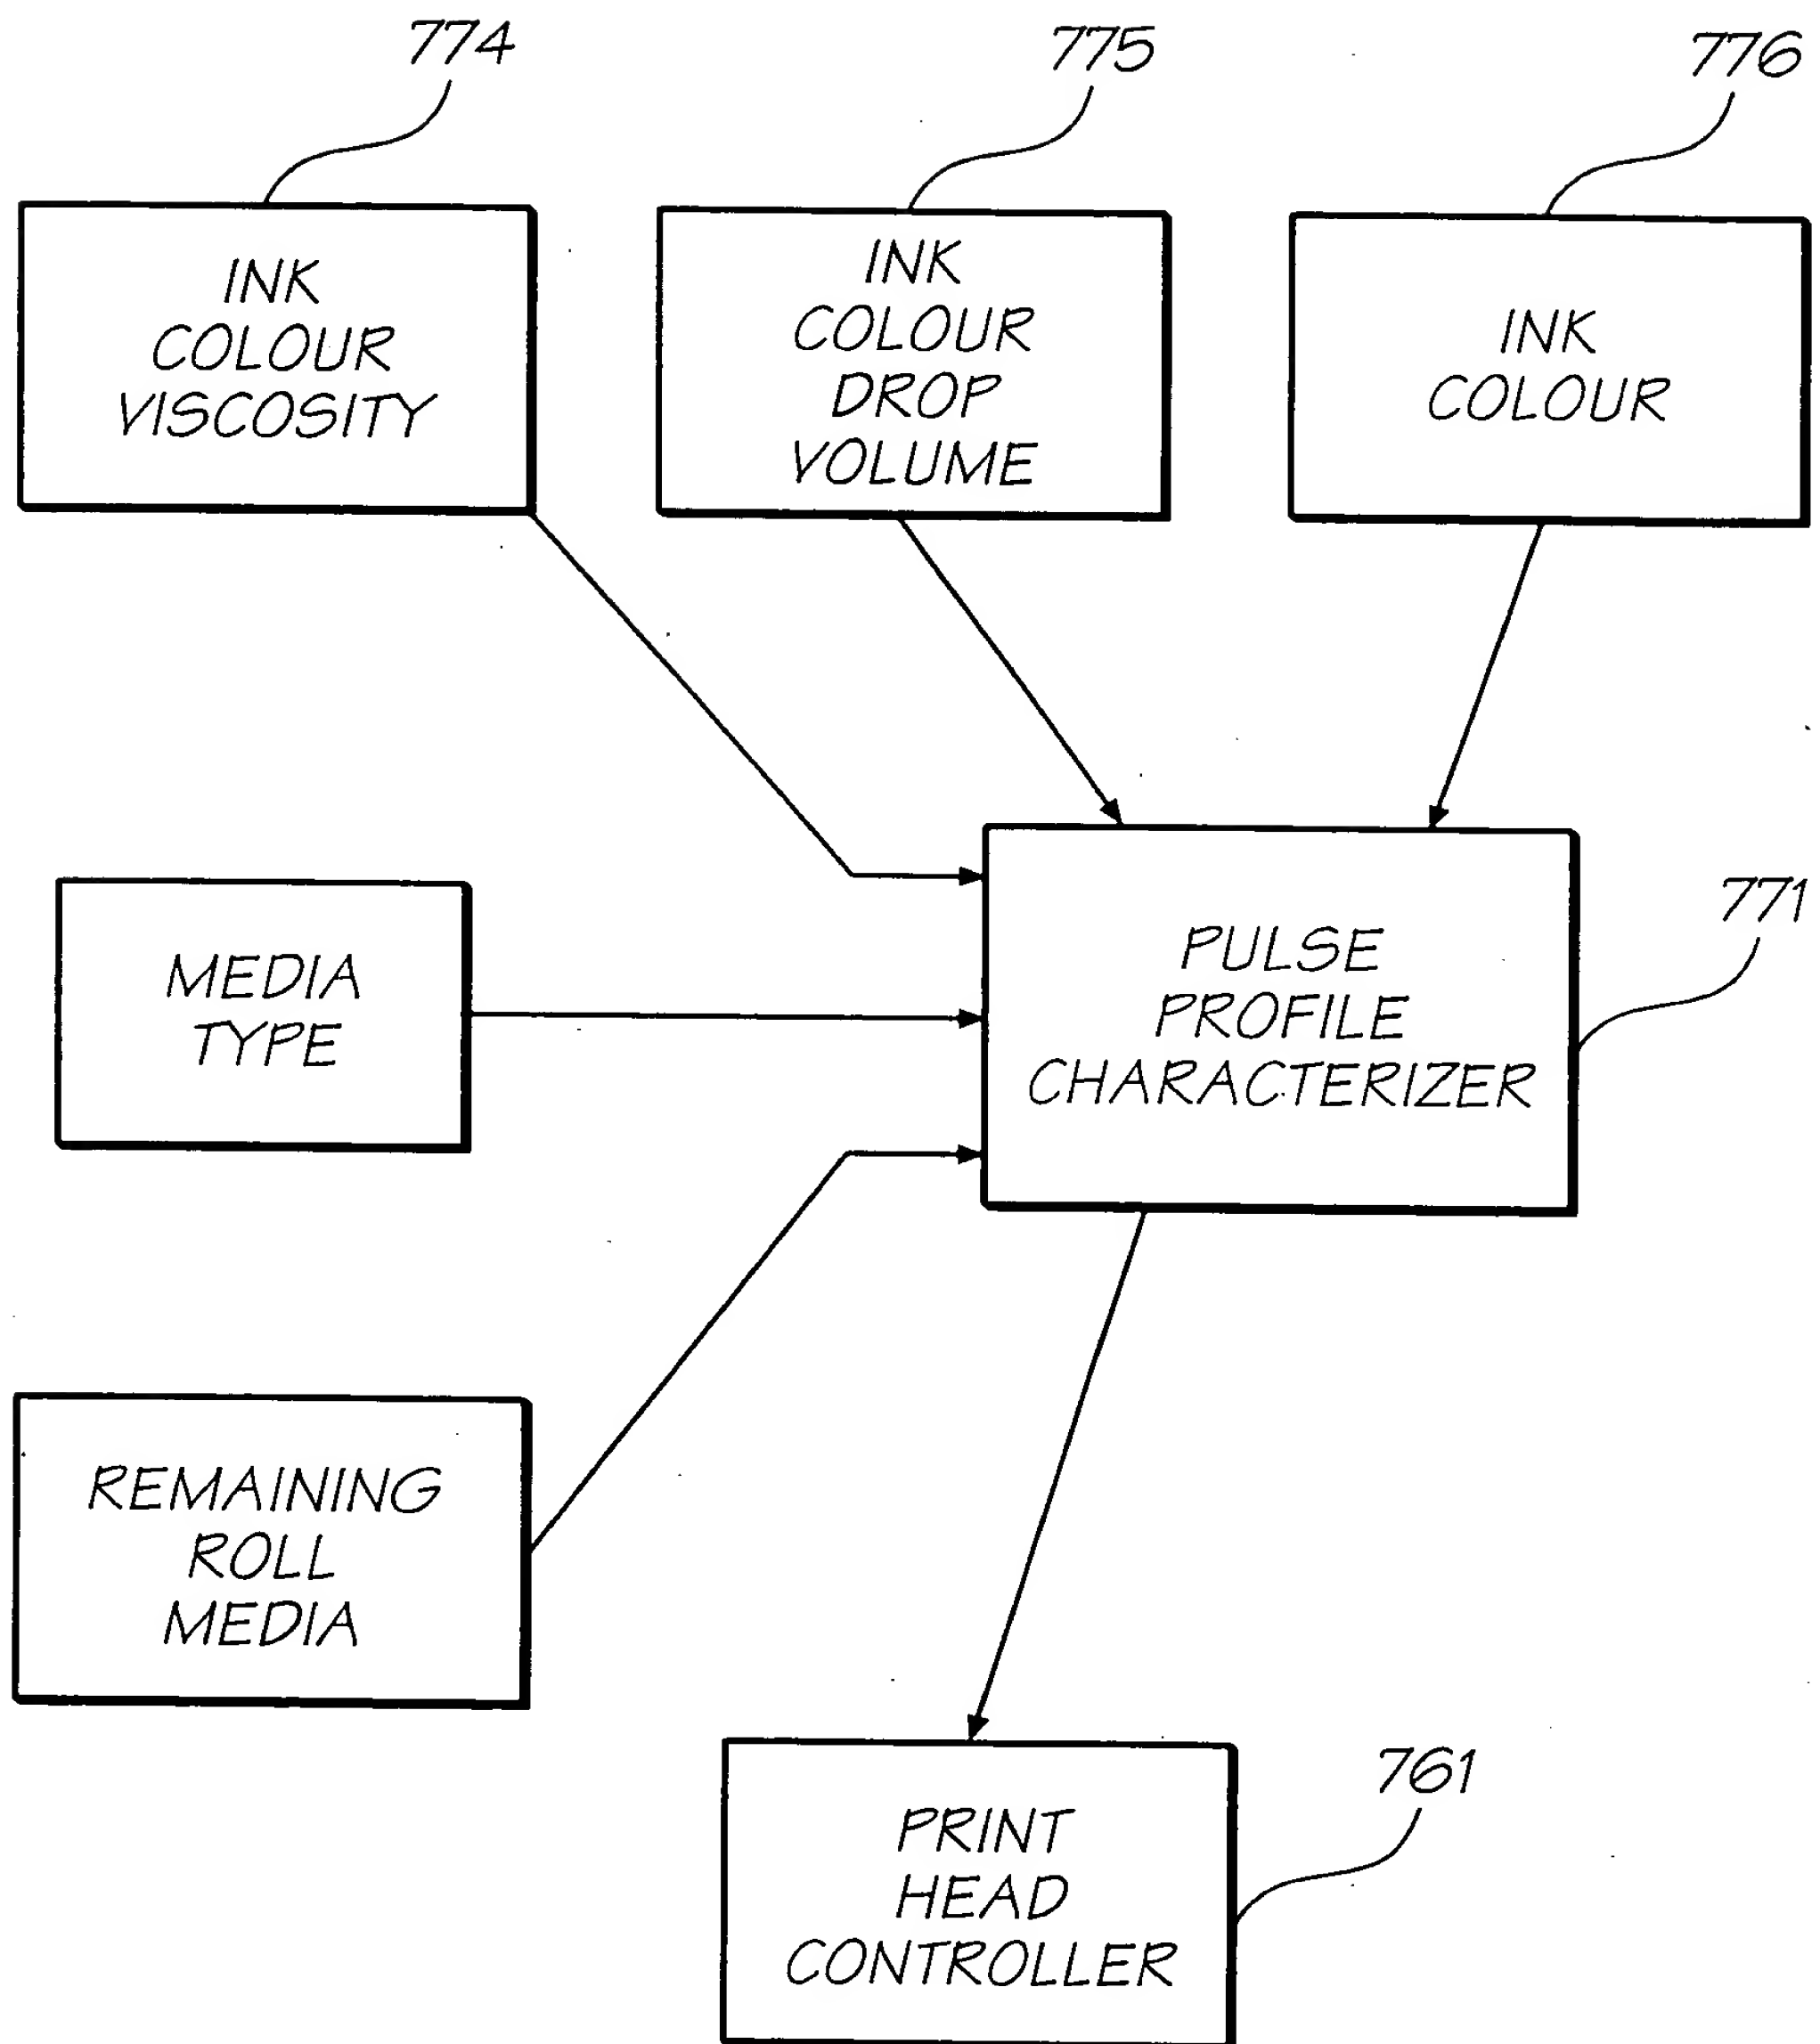 774
775
776
INK
COLOUR
VISCOSITY
INK
COLOUR
DROP
VOLUME
INK
COLOUR
MEDIA
TYPE
PULSE
PROFILE
CHARACTERIZER
771
REMAINING
ROLL
MEDIA
PRINT
HEAD
CONTROLLER
761